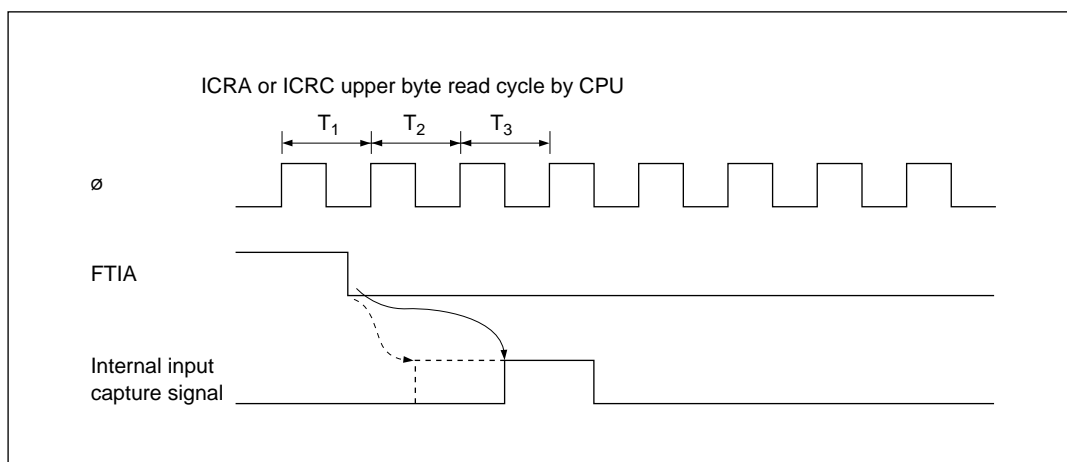 ICRA or ICRC upper byte read cycle by CPU
T1 T2 T3
ø
FTIA
Internal input
capture signal